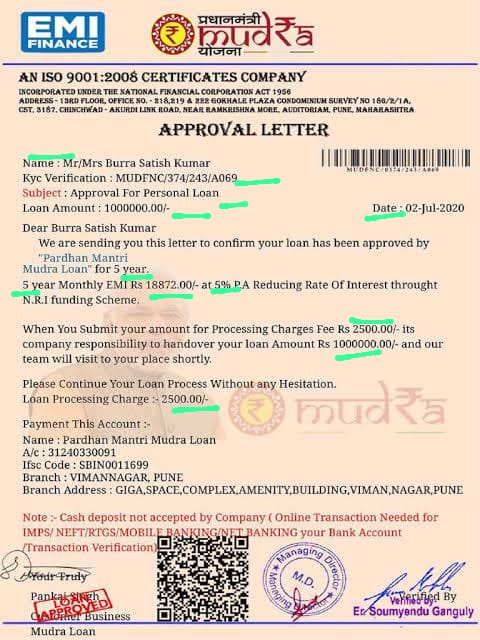 EMI
FINANCE
प्रधानमंत्री
mudRa
योजना
AN ISO 9001:2008 CERTIFICATES COMPANY
INCORPORATED UNDER THE NATIONAL FINANCIAL CORPORATION ACT 1956
ADDRESS - 13RD FLOOR, OFFICE NO. - 218,219 & 222 GOKHALE PLAZA CONDOMINIUM SURVEY NO 186/2/1A,
CST, 3187, CHINCHWAD - AKURDI LINK ROAD, NEAR RAMKRISHNA MORE, AUDITORIAM, PUNE, MAHARASHTRA
APPROVAL LETTER
Name : Mr/Mrs Burra Satish Kumar
Kyc Verification : MUDFNC/374/243/A069
MUDFNC/0374/243/A069
Subject : Approval For Personal Loan
Loan Amount : 1000000.00/-
Date : 02-Jul-2020
Dear Burra Satish Kumar
We are sending you this letter to confirm your loan has been approved by
"Pardhan Mantri
Mudra Loan" for 5 year.
5 year Monthly EMI Rs 18872.00/- at 5% P.A Reducing Rate Of Interest throught
N.R.I funding Scheme.
When You Submit your amount for Processing Charges Fee Rs 2500.00/- its
company responsibility to handover your loan Amount Rs 1000000.00/- and our
team will visit to your place shortly.
Please Continue Your Loan Process Without any Hesitation.
Loan Processing Charge :- 2500.00/-
mudRa
Payment This Account :-
Name : Pardhan Mantri Mudra Loan
A/c : 31240330091
Ifsc Code : SBIN0011699
Branch : VIMANNAGAR, PUNE
Branch Address : GIGA,SPACE,COMPLEX,AMENITY,BUILDING,VIMAN,NAGAR,PUNE
Note :- Cash deposit not accepted by Company ( Online Transaction Needed for
IMPS/ NEFT/RTGS/MOBILE BANKING/NET BANKING your Bank Account
/Transaction Verification)
Your Truly
Pankaj Singh
LOAN
APPROVED
Customer Business
Mudra Loan
Managing Director
M.D.
Managing Director
Verified By
Verified by:
Er. Soumyendu Ganguly